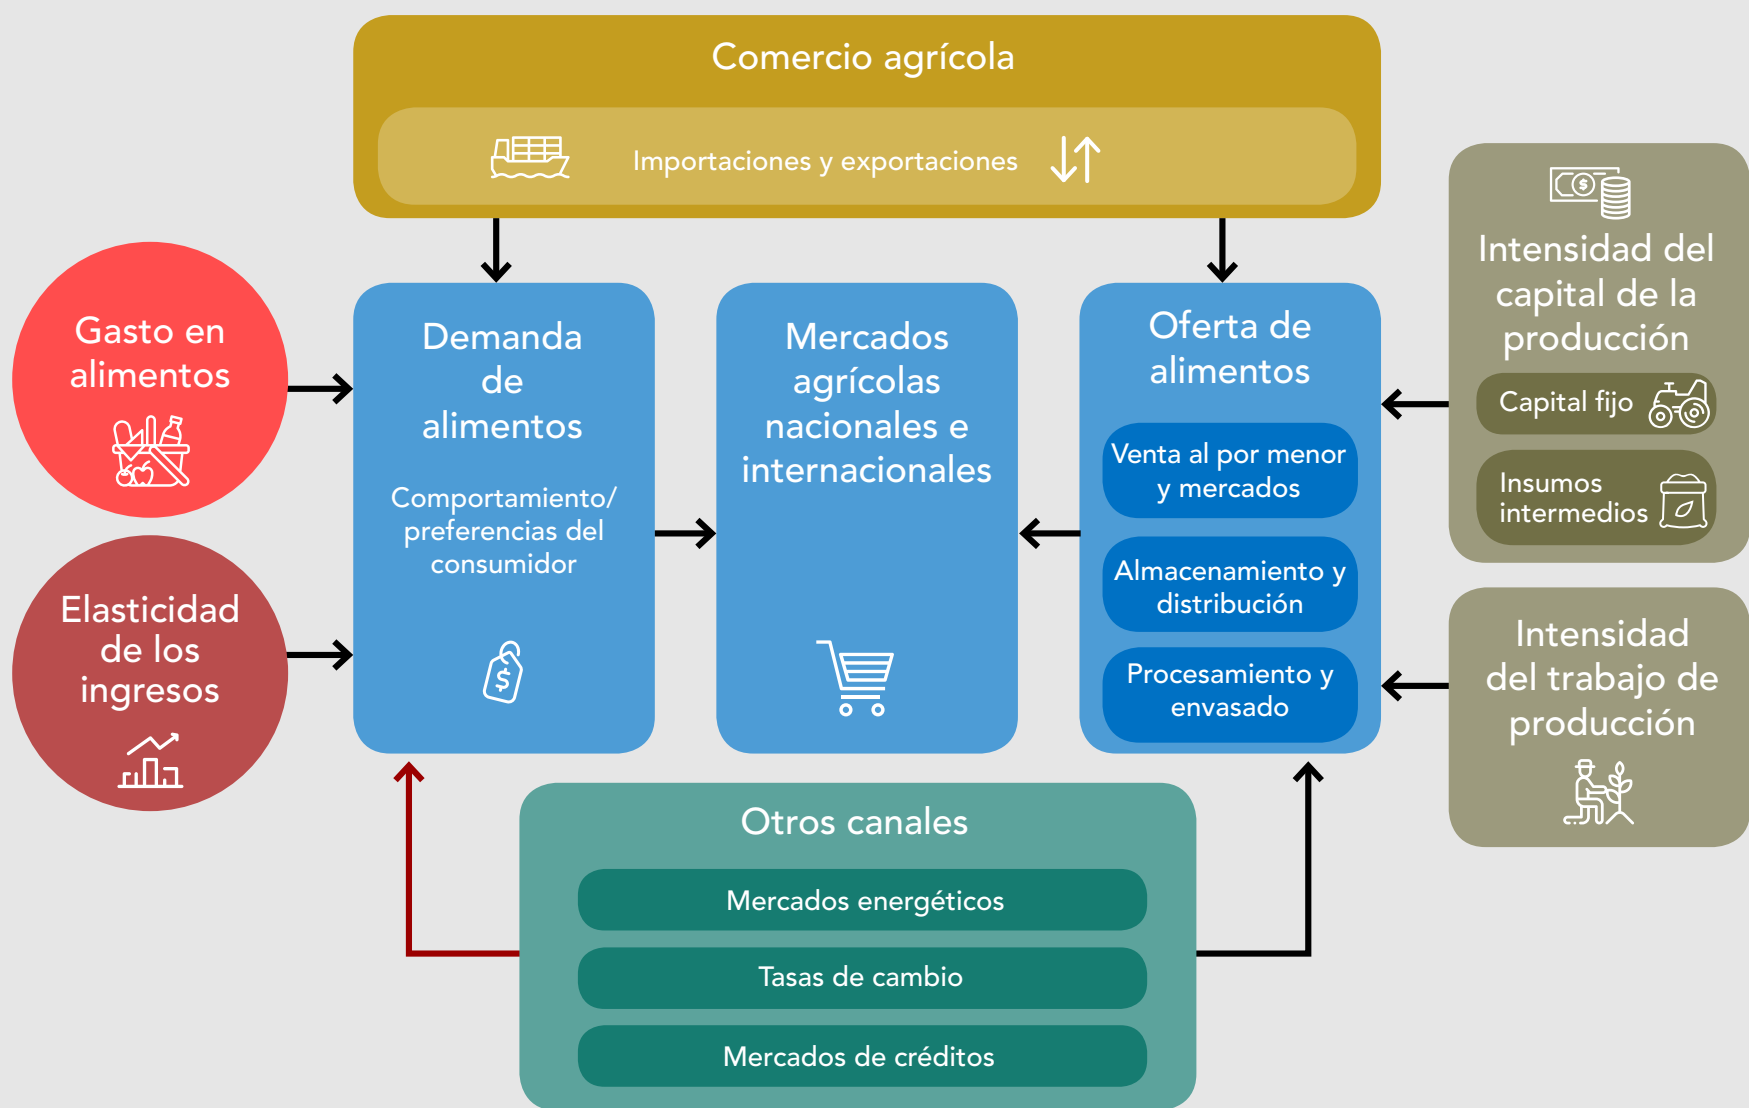 Comercio agrícola
Importaciones y exportaciones
Gasto en
alimentos
Elasticidad
de los
ingresos
Demanda
de
alimentos
Comportamiento/
preferencias del
consumidor
Mercados
agrícolas
nacionales e
internacionales
Oferta de
alimentos
Venta al por menor
y mercados
Almacenamiento y
distribución
Procesamiento y
envasado
Intensidad del
capital de la
producción
Capital fijo
Insumos
intermedios
Intensidad
del trabajo de
producción
Otros canales
Mercados energéticos
Tasas de cambio
Mercados de créditos